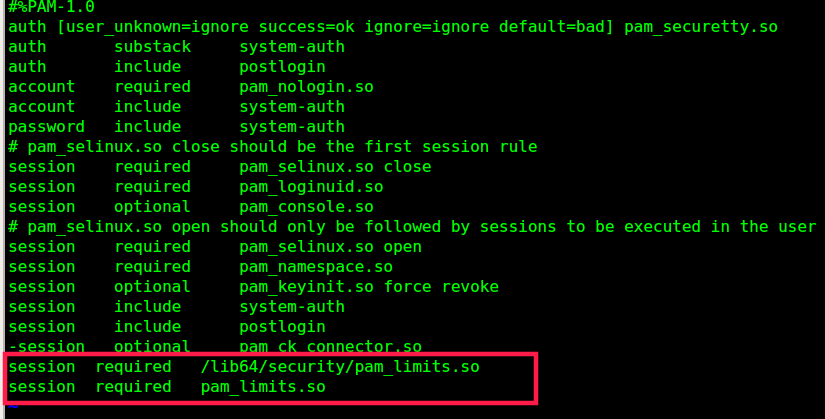 #%PAM-1.0
auth [user_unknown=ignore success=ok ignore=ignore default=bad] pam_securetty.so
auth       substack     system-auth
auth       include      postlogin
account    required     pam_nologin.so
account    include      system-auth
password   include      system-auth
# pam_selinux.so close should be the first session rule
session    required     pam_selinux.so close
session    required     pam_loginuid.so
session    optional     pam_console.so
# pam_selinux.so open should only be followed by sessions to be executed in the user
session    required     pam_selinux.so open
session    required     pam_namespace.so
session    optional     pam_keyinit.so force revoke
session    include      system-auth
session    include      postlogin
-session   optional     pam_ck_connector.so
session  required   /lib64/security/pam_limits.so
session  required   pam_limits.so